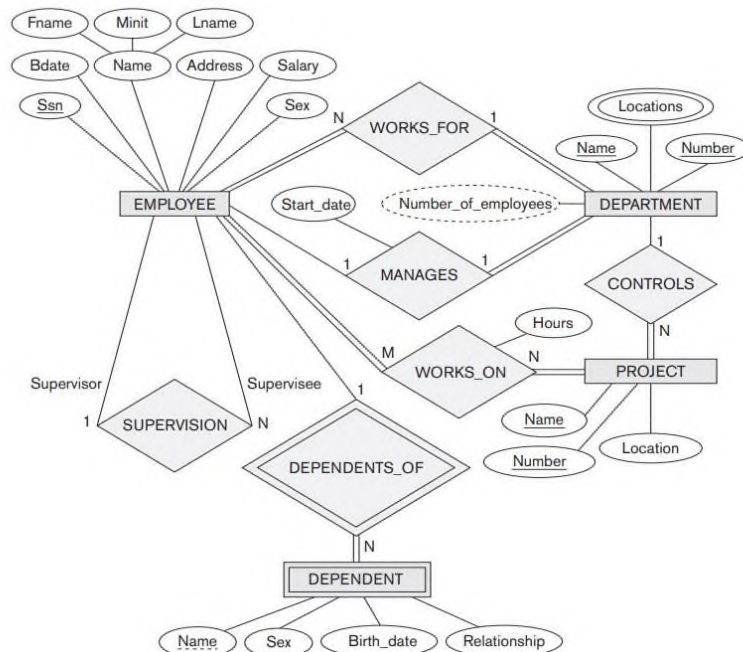 Fname Minit Lname
Bdate Name Address Salary
Ssn Sex
N WORKS_FOR 1
Locations
Name Number
EMPLOYEE
Start_date Number_of_employees DEPARTMENT
1 MANAGES 1
1
CONTROLS
N
Hours
M WORKS_ON N PROJECT
Supervisor Supervisee
1 SUPERVISION N
1
Name
Number Location
DEPENDENTS_OF
N
DEPENDENT
Name Sex Birth_date Relationship